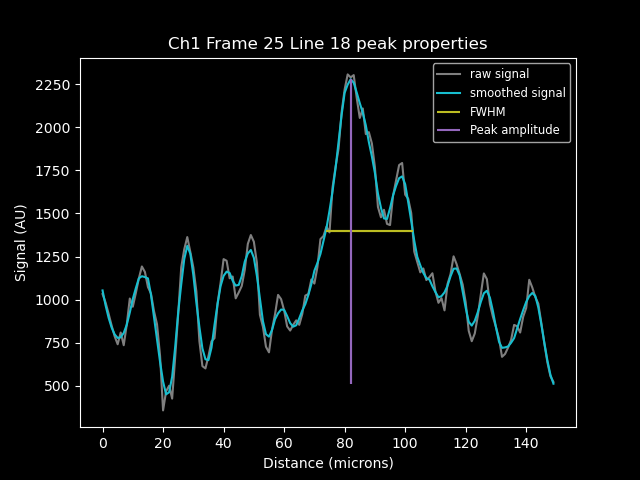 Ch1 Frame 25 Line 18 peak properties
raw signal
smoothed signal
FWHM
Peak amplitude
Signal (AU)
2250
2000
1750
1500
1250
1000
750
500
0 20 40 60 80 100 120 140
Distance (microns)